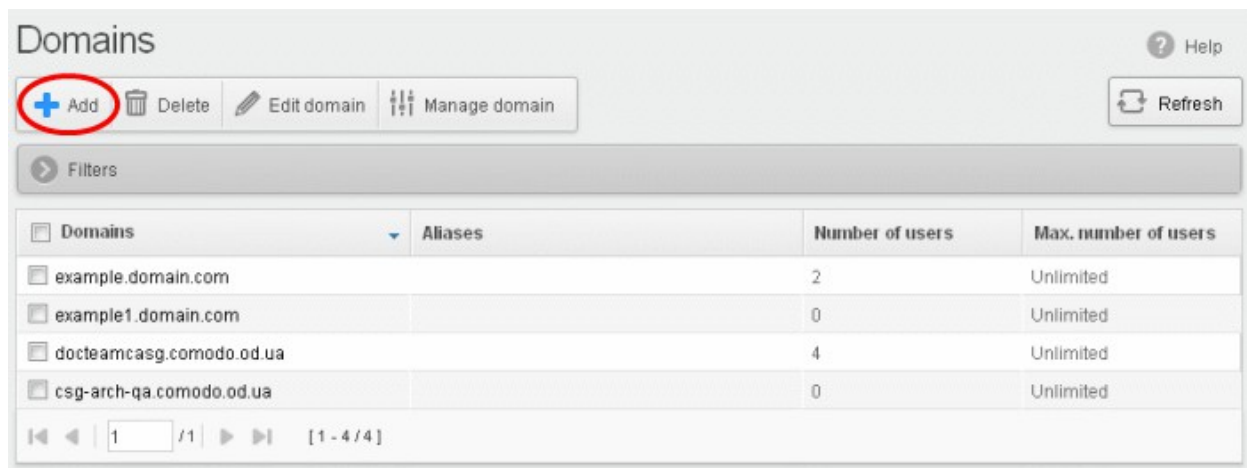 Domains
Help
Add Delete Edit domain Manage domain Refresh
Filters
Domains Aliases Number of users Max. number of users
example.domain.com 2 Unlimited
example1.domain.com 0 Unlimited
docteamcasg.comodo.od.ua 4 Unlimited
csg-arch-qa.comodo.od.ua 0 Unlimited
1 /1 [1 - 4 / 4]